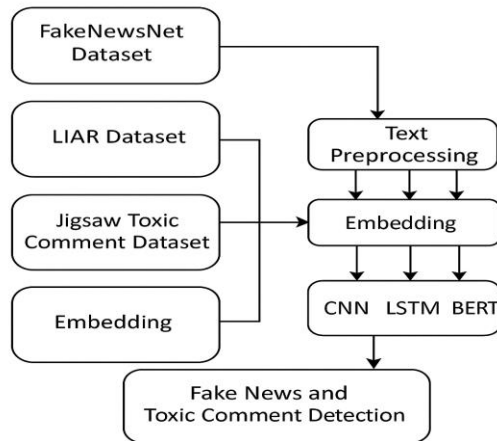 FakeNewsNet
Dataset
LIAR Dataset
Jigsaw Toxic
Comment Dataset
Embedding
Text
Preprocessing
Embedding
CNN LSTM BERT
Fake News and
Toxic Comment Detection